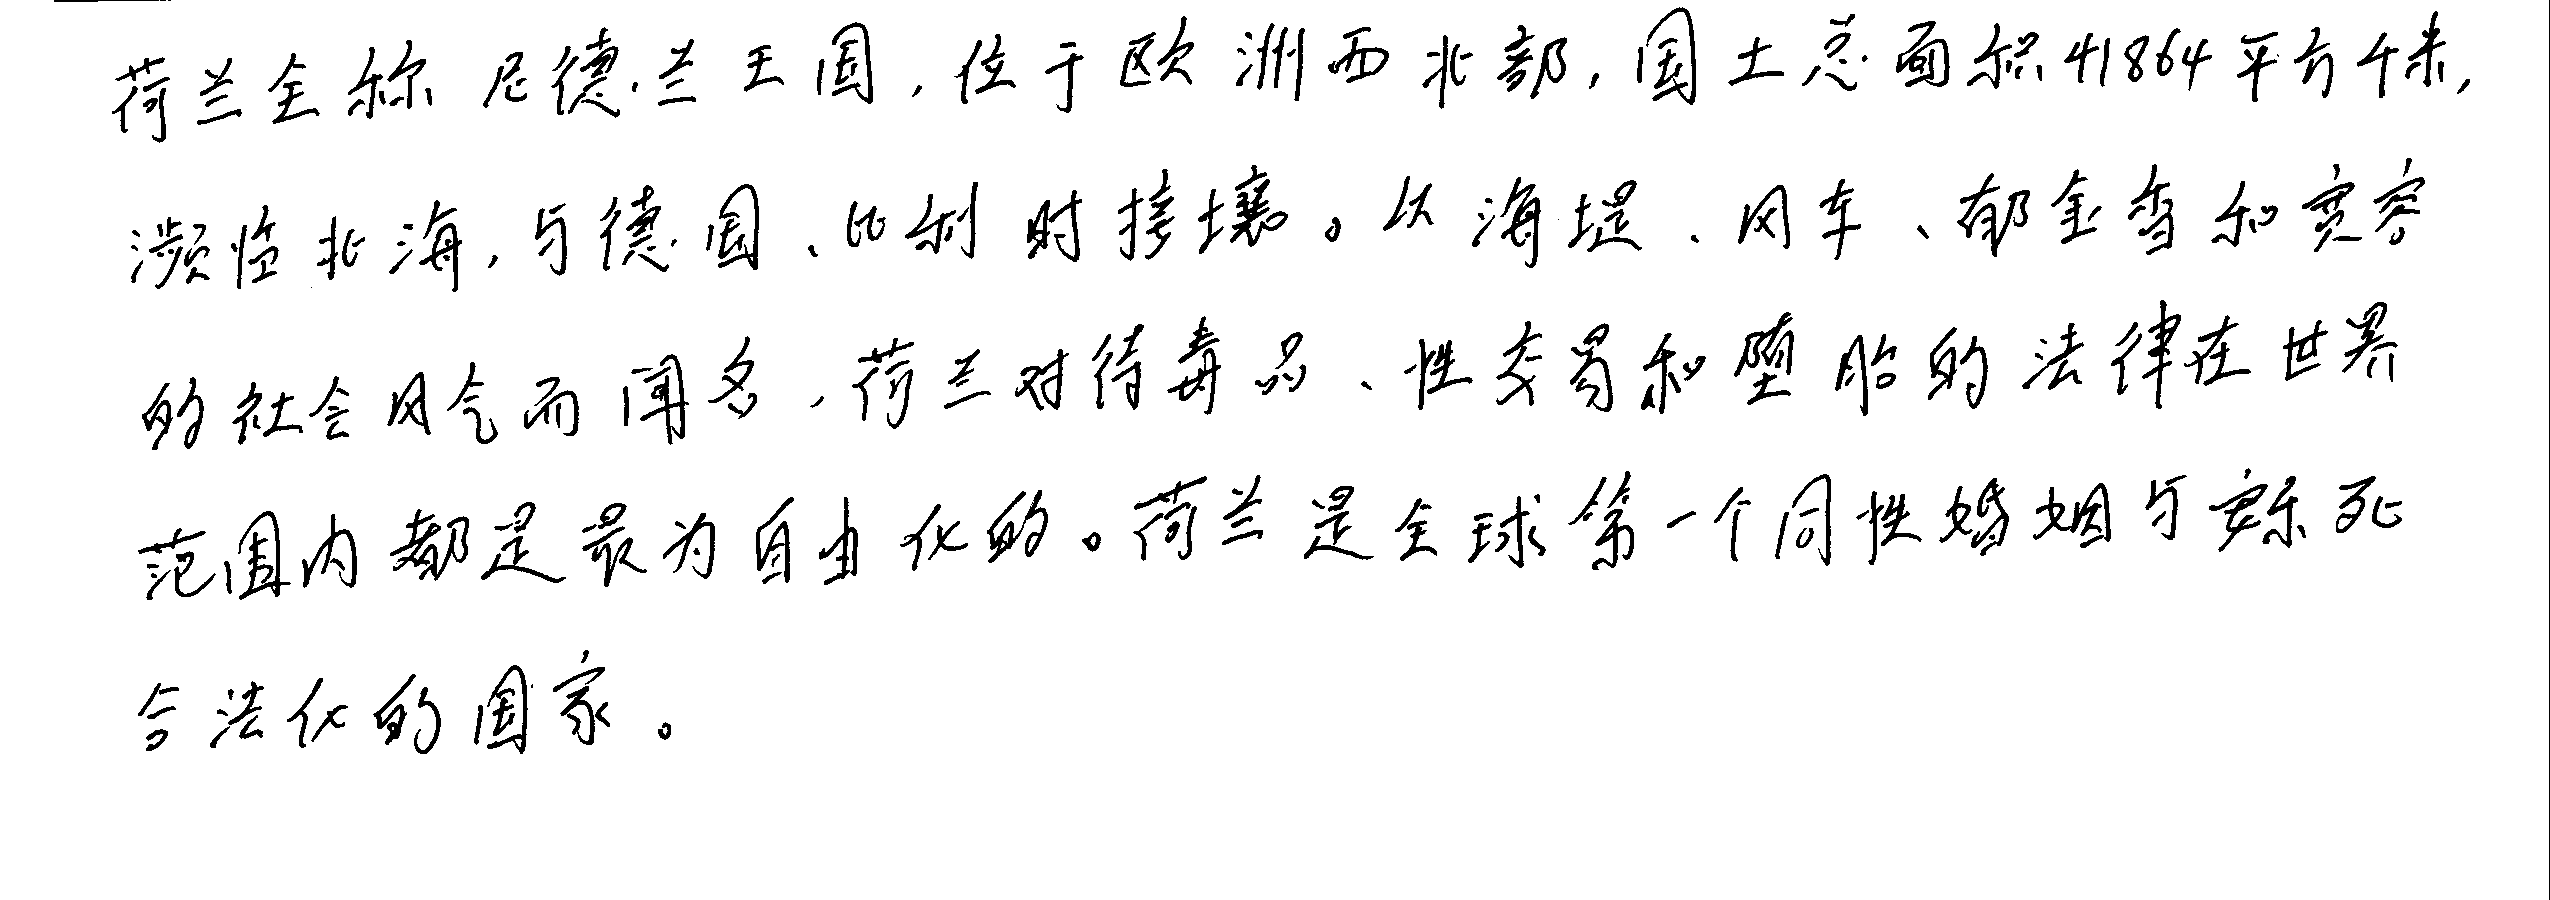 荷兰全称尼德兰王国,位于欧洲西北部,国土总面积41864平方千米,
濒临北海,与德国、比利时接壤。以海堤、风车、郁金香和宽容
的社会风气而闻名,荷兰对待毒品、性交易和堕胎的法律在世界
范围内都是最为自由化的。荷兰是全球第一个同性婚姻与安乐死
合法化的国家。